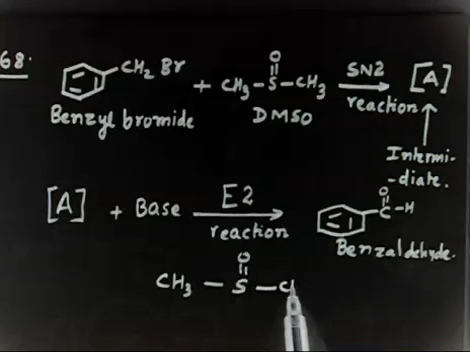 68.
CH₂ Br + CH₃-S-CH₃ SN2 [A]
O
Benzyl bromide DMSO reaction
Intermi-
-diate.
[A] + Base E2 reaction
O
C-H
Benzaldehyde.
O
CH₃ - S - C